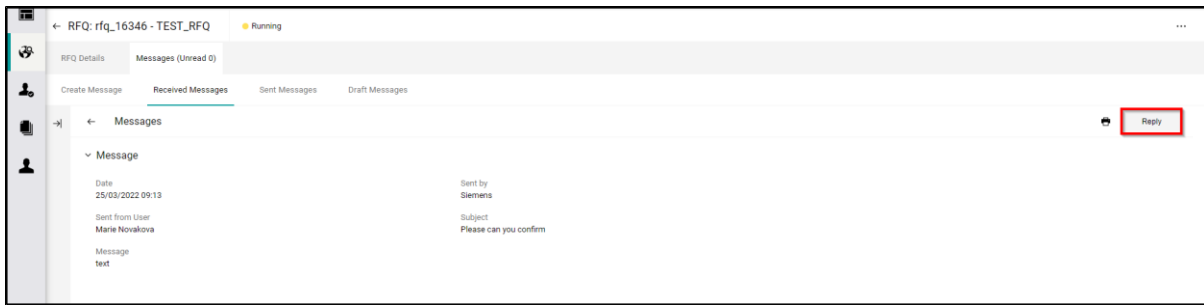 ← RFQ: rfq_16346 - TEST_RFQ Running ...
RFQ Details Messages (Unread 0)
Create Message Received Messages Sent Messages Draft Messages
← Messages Reply
Message
Date Sent by
25/03/2022 09:13 Siemens
Sent from User Subject
Marie Novakova Please can you confirm
Message
text